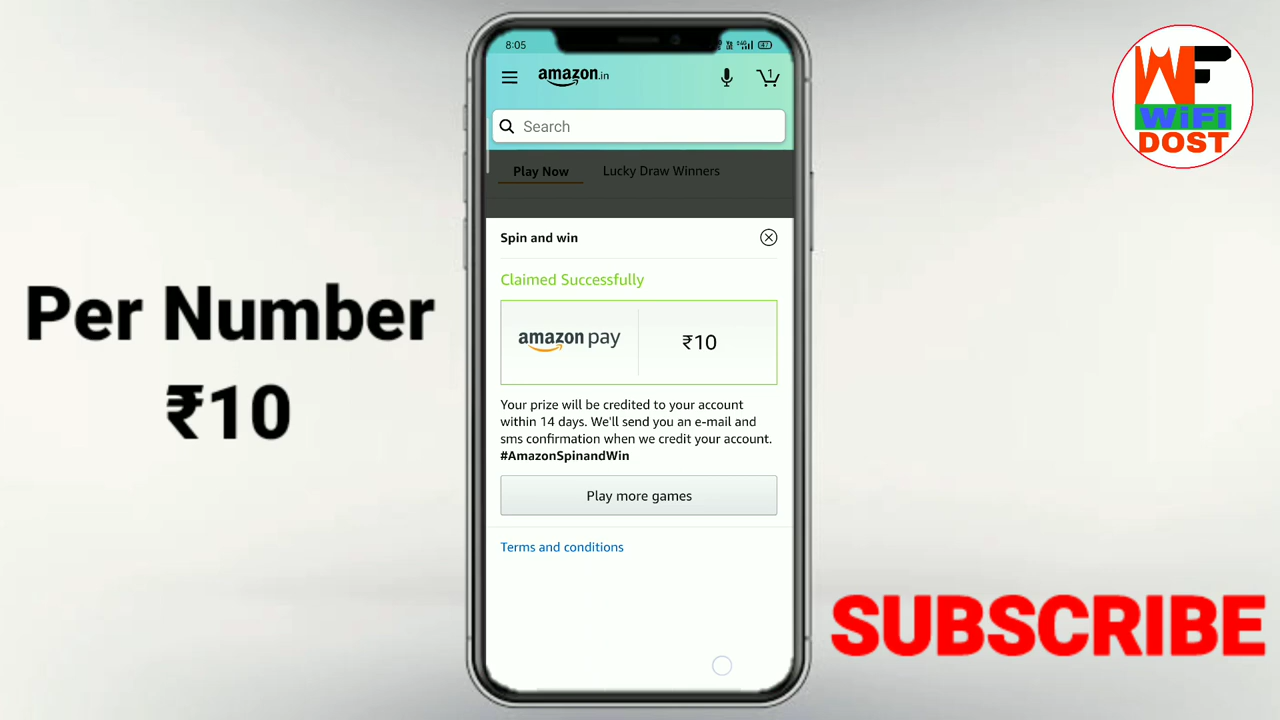 8:05
amazon.in
1
Search
Play Now
Lucky Draw Winners
Spin and win
Claimed Successfully
amazon pay
₹10
Your prize will be credited to your account
within 14 days. We'll send you an e-mail and
sms confirmation when we credit your account.
#AmazonSpinandWin
Play more games
Terms and conditions
Per Number
₹10
WF
WiFi
DOST
SUBSCRIBE